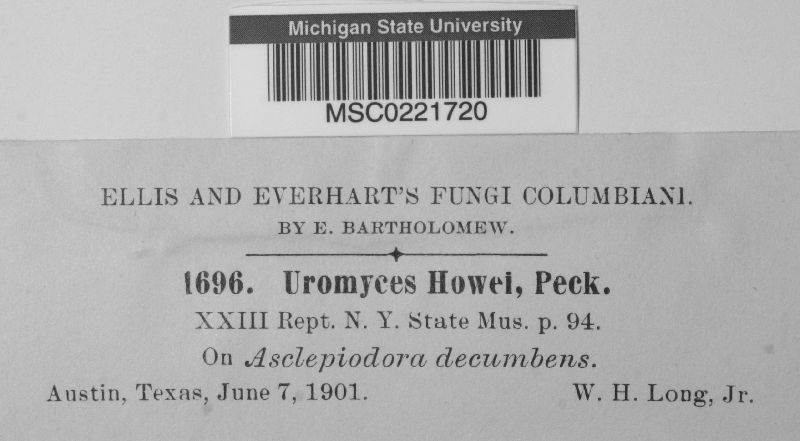 Michigan State University
MSC0221720
ELLIS AND EVERHART'S FUNGI COLUMBIANI.
BY E. BARTHOLOMEW.
1696. Uromyces Howei, Peck.
XXIII Rept. N. Y. State Mus. p. 94.
On Asclepiodora decumbens.
Austin, Texas, June 7, 1901. W. H. Long, Jr.